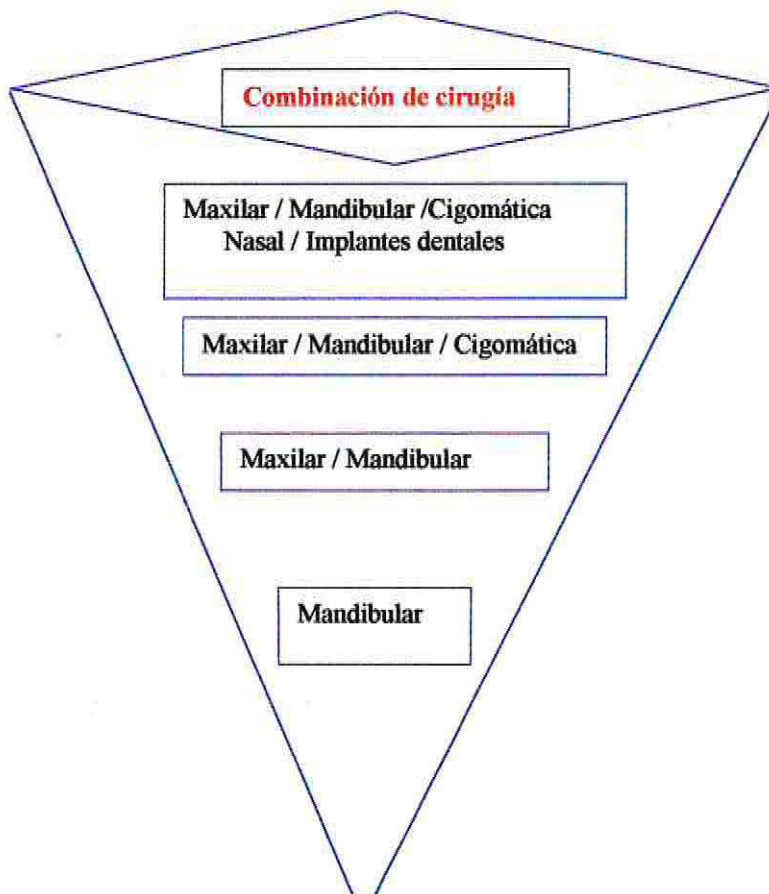 Combinación de cirugía
Maxilar / Mandibular /Cigomática
Nasal / Implantes dentales
Maxilar / Mandibular / Cigomática
Maxilar / Mandibular
Mandibular